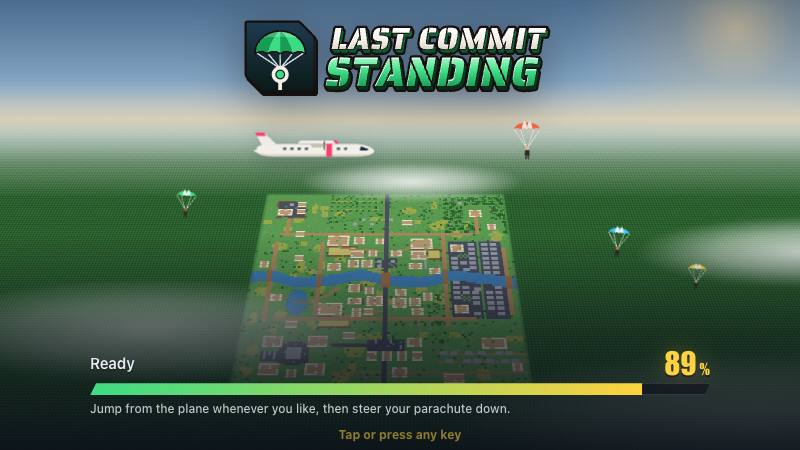 LAST COMMIT
STANDING
Ready
89%
Jump from the plane whenever you like, then steer your parachute down.
Tap or press any key